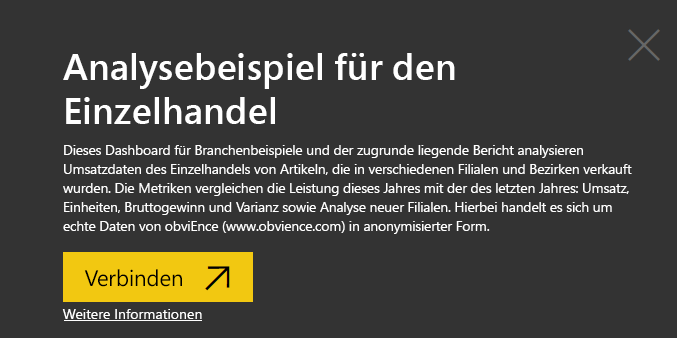 Analysebeispiel für den
Einzelhandel
Dieses Dashboard für Branchenbeispiele und der zugrunde liegende Bericht analysieren
Umsatzdaten des Einzelhandels von Artikeln, die in verschiedenen Filialen und Bezirken verkauft
wurden. Die Metriken vergleichen die Leistung dieses Jahres mit der des letzten Jahres: Umsatz,
Einheiten, Bruttogewinn und Varianz sowie Analyse neuer Filialen. Hierbei handelt es sich um
echte Daten von obviEnce (www.obvience.com) in anonymisierter Form.
Verbinden
Weitere Informationen